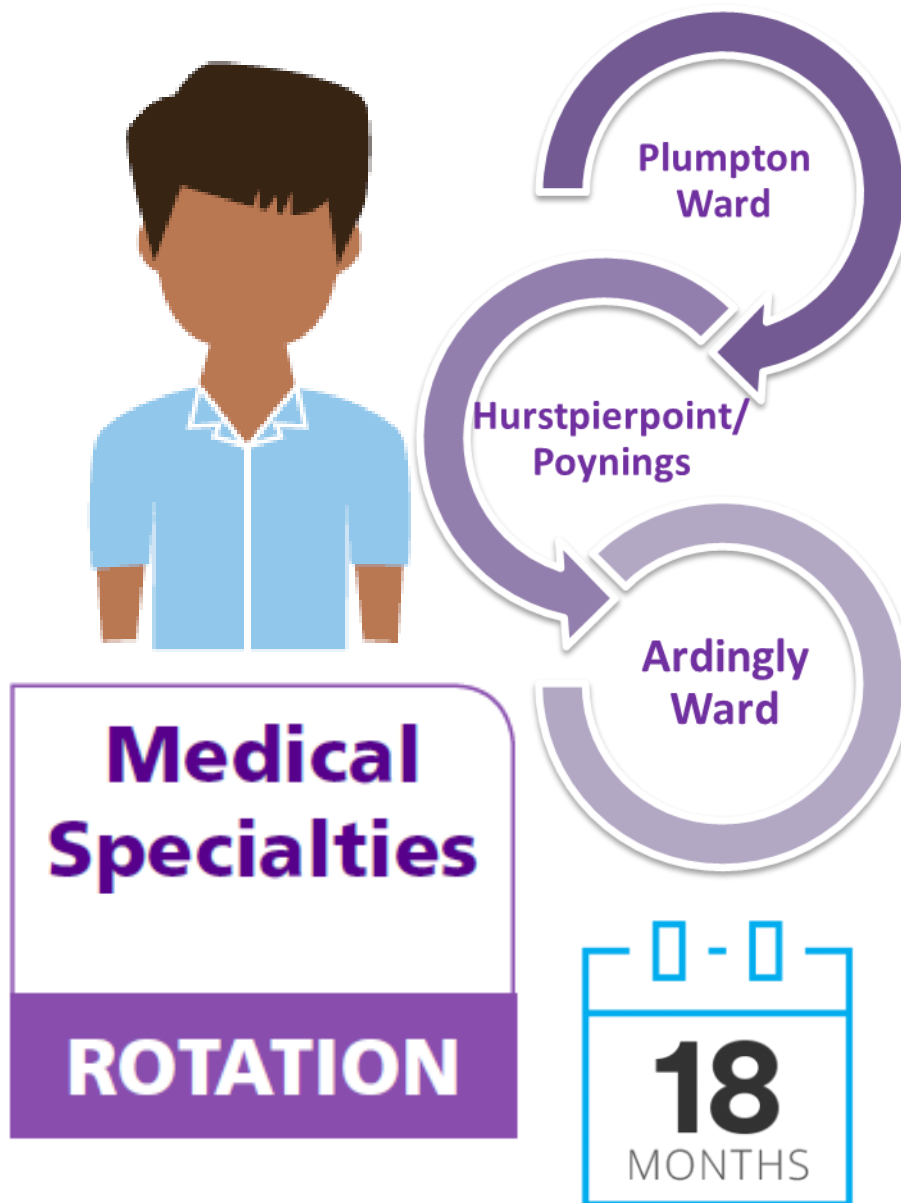 Plumpton
Ward
Hurstpierpoint/
Poynings
Ardingly
Ward
Medical
Specialties
ROTATION
18
MONTHS